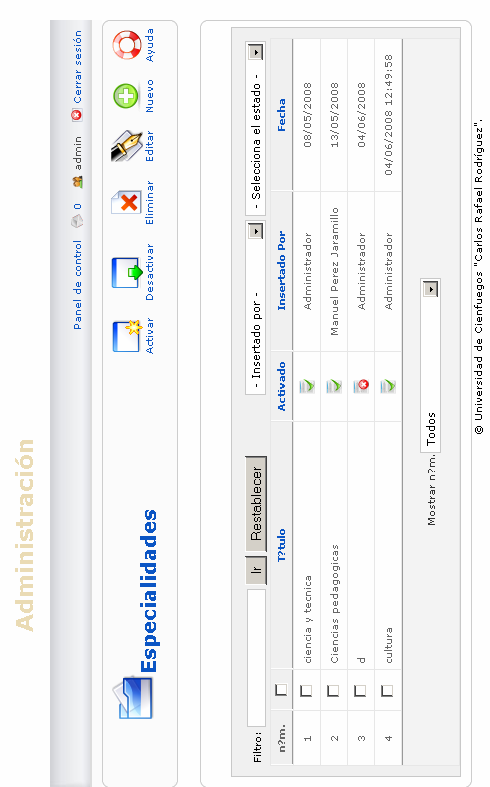 Administración
Panel de control 0 admin Cerrar sesión
Especialidades
Activar Desactivar Eliminar Editar Nuevo Ayuda
Filtro: Ir Restablecer - Insertado por - - Selecciona el estado -
n?m. T?tulo Activado Insertado Por Fecha
1 ciencia y tecnica Administrador 08/05/2008
2 Ciencias pedagogicas Manuel Perez Jaramillo 13/05/2008
3 d Administrador 04/06/2008
4 cultura Administrador 04/06/2008 12:49:58
Mostrar n?m. Todos
© Universidad de Cienfuegos "Carlos Rafael Rodríguez".